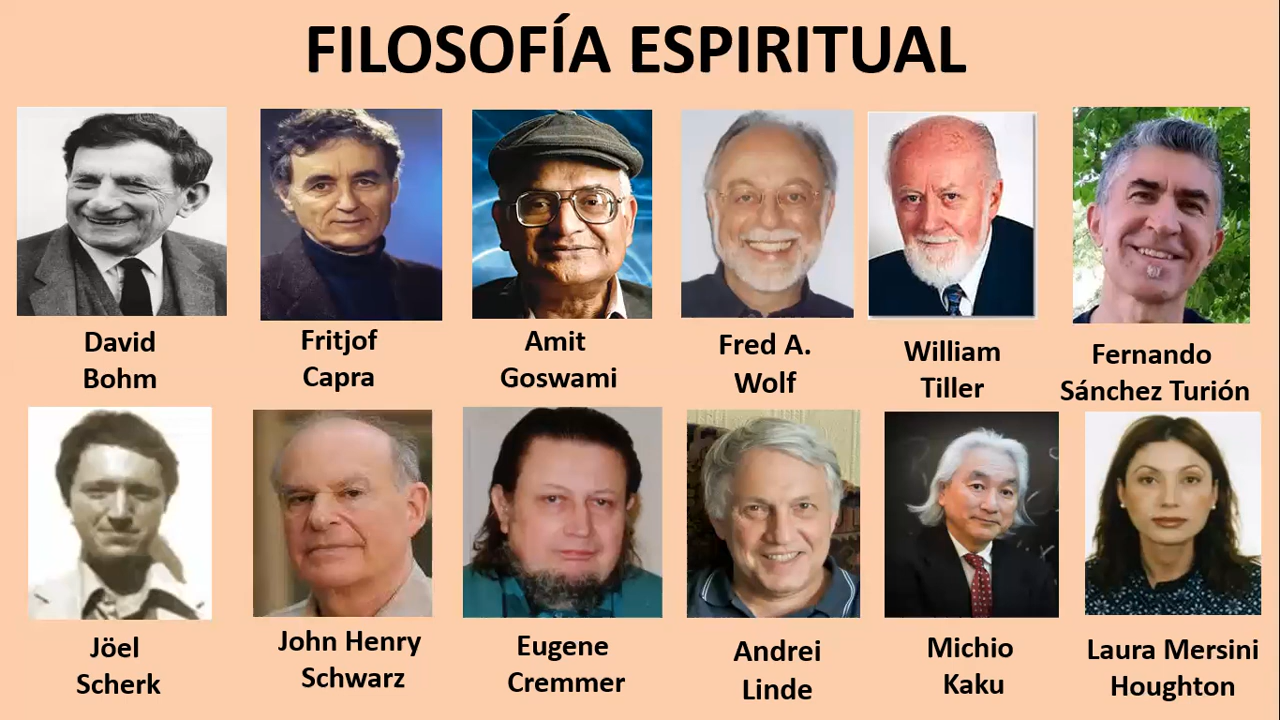 FILOSOFÍA ESPIRITUAL
David
Bohm
Fritjof
Capra
Amit
Goswami
Fred A.
Wolf
William
Tiller
Fernando
Sánchez Turión
Jöel
Scherk
John Henry
Schwarz
Eugene
Cremmer
Andrei
Linde
Michio
Kaku
Laura Mersini
Houghton